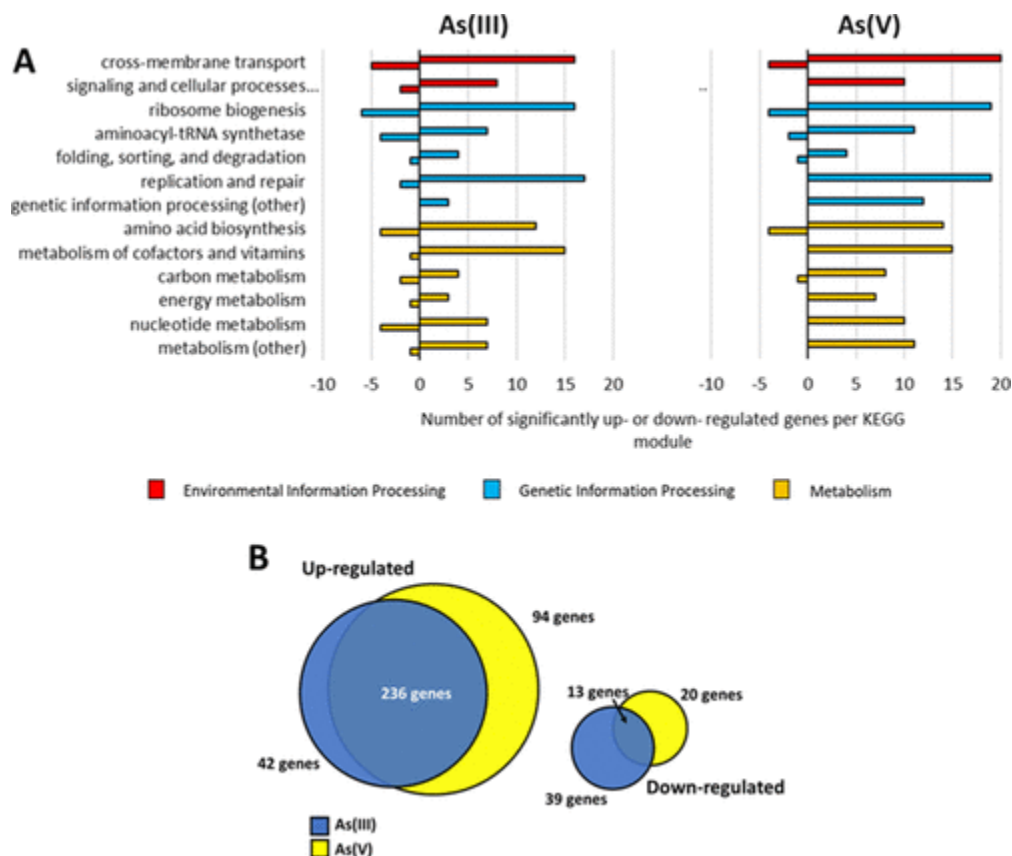 As(III) As(V)
A
cross-membrane transport
signaling and cellular processes...
ribosome biogenesis
aminoacyl-tRNA synthetase
folding, sorting, and degradation
replication and repair
genetic information processing (other)
amino acid biosynthesis
metabolism of cofactors and vitamins
carbon metabolism
energy metabolism
nucleotide metabolism
metabolism (other)
-10 -5 0 5 10 15 20 -10 -5 0 5 10 15 20
Number of significantly up- or down- regulated genes per KEGG
module
Environmental Information Processing Genetic Information Processing Metabolism
B
Up-regulated
94 genes
236 genes
13 genes
20 genes
42 genes
39 genes
Down-regulated
As(III)
As(V)